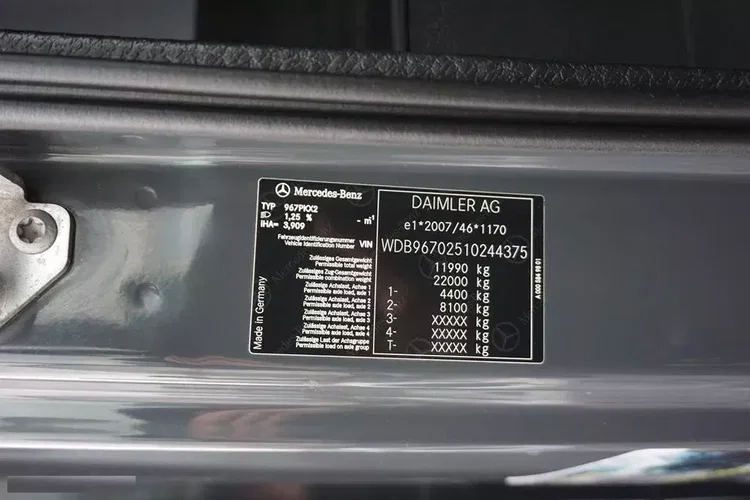 Mercedes-Benz
TYP 967PKX2
1,25 % - m⁻¹
IHA= 3,909
Made in Germany
DAIMLER AG
e1*2007/46*1170
Fahrzeugidentifizierungsnummer
Vehicle Identification Number VIN WDB96702510244375
Zulässiges Gesamtgewicht
Permissible total weight 11990 kg
Zulässiges Zug-Gesamtgewicht
Permissible combination weight 22000 kg
Zulässige Achslast, Achse 1
Permissible axle load, axle 1 1- 4400 kg
Zulässige Achslast, Achse 2
Permissible axle load, axle 2 2- 8100 kg
Zulässige Achslast, Achse 3
Permissible axle load, axle 3 3- XXXXX kg
Zulässige Achslast, Achse 4
Permissible axle load, axle 4 4- XXXXX kg
Zulässige Last der Achsgruppe
Permissible load on axle group T- XXXXX kg